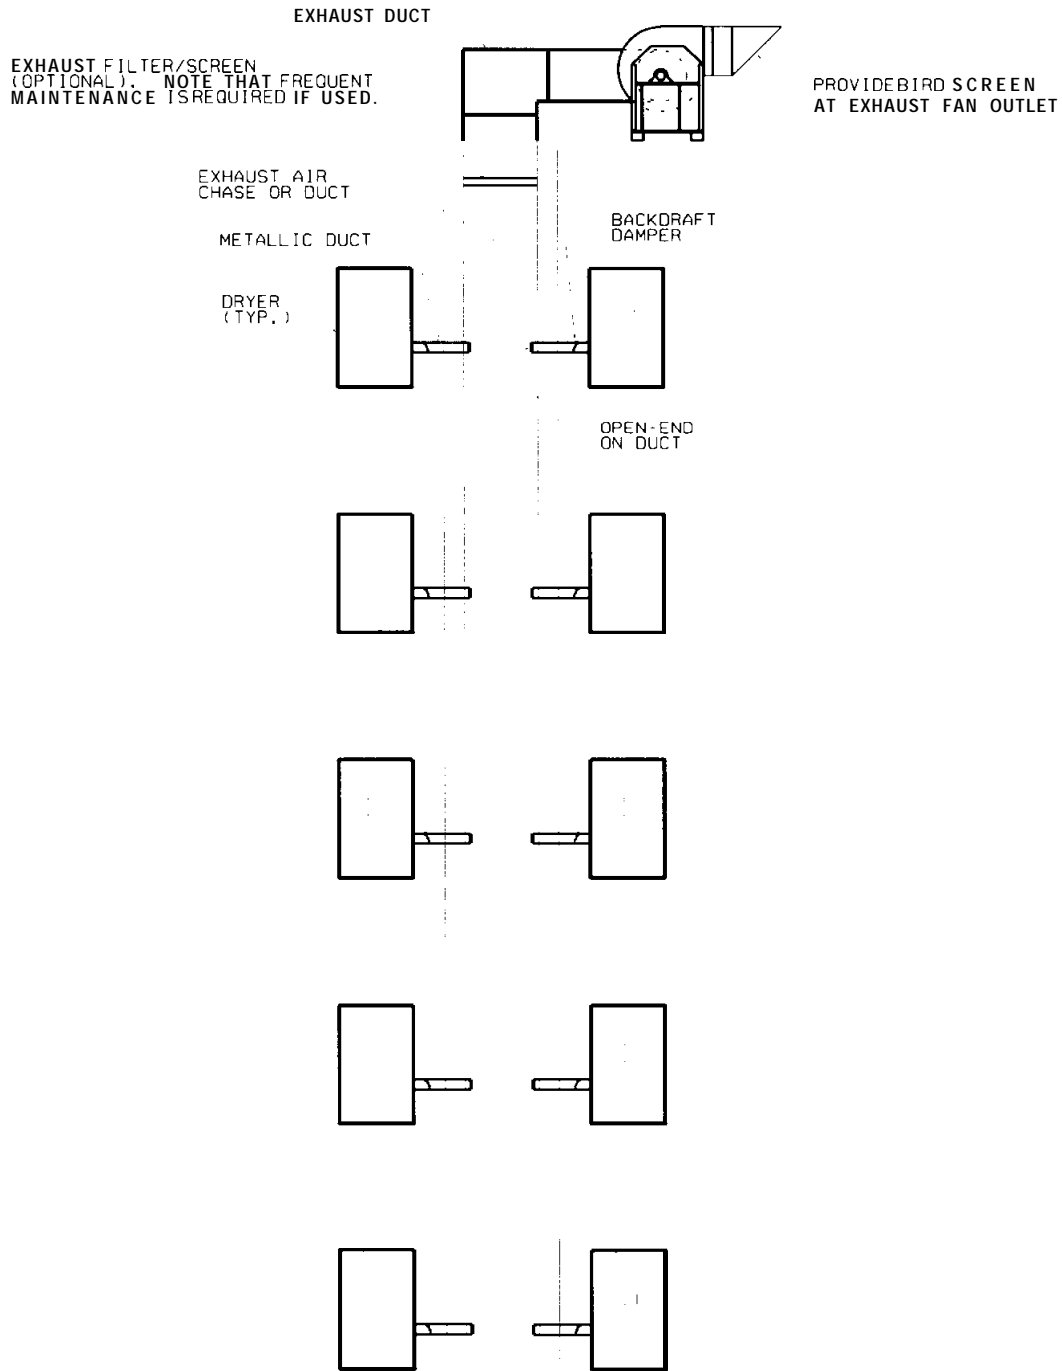 EXHAUST DUCT
EXHAUST FILTER/SCREEN
(OPTIONAL). NOTE THAT FREQUENT
MAINTENANCE IS REQUIRED IF USED.
PROVIDE BIRD SCREEN
AT EXHAUST FAN OUTLET
EXHAUST AIR
CHASE OR DUCT
METALLIC DUCT
BACKDRAFT
DAMPER
DRYER
(TYP.)
OPEN-END
ON DUCT